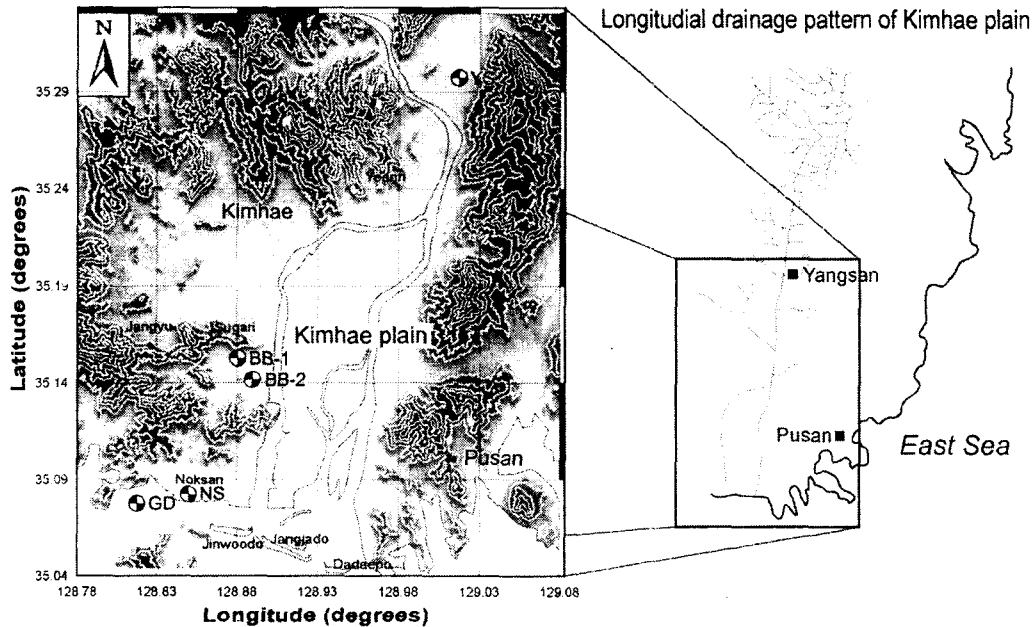 Longitudial drainage pattern of Kimhae plain
N
Y
35.29
35.24
Kimhae
35.19
Yangsan
Kimhae plain
Jangyu
BB-1
35.14
BB-2
Pusan
Pusan
East Sea
35.09
Noksan
GD
NS
Jinwoodo
Jangjado
Dadaepo
35.04
128.78
128.83
128.88
128.93
128.98
129.03
129.08
Latitude (degrees)
Longitude (degrees)